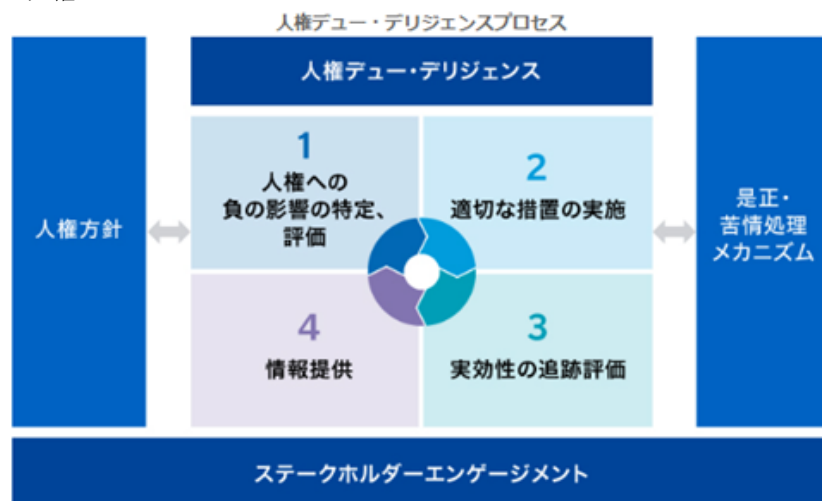 人権デュー・デリジェンスプロセス
人権デュー・デリジェンス
人権方針
1
人権への
負の影響の特定、
評価
2
適切な措置の実施
是正・
苦情処理
メカニズム
4
情報提供
3
実効性の追跡評価
ステークホルダーエンゲージメント